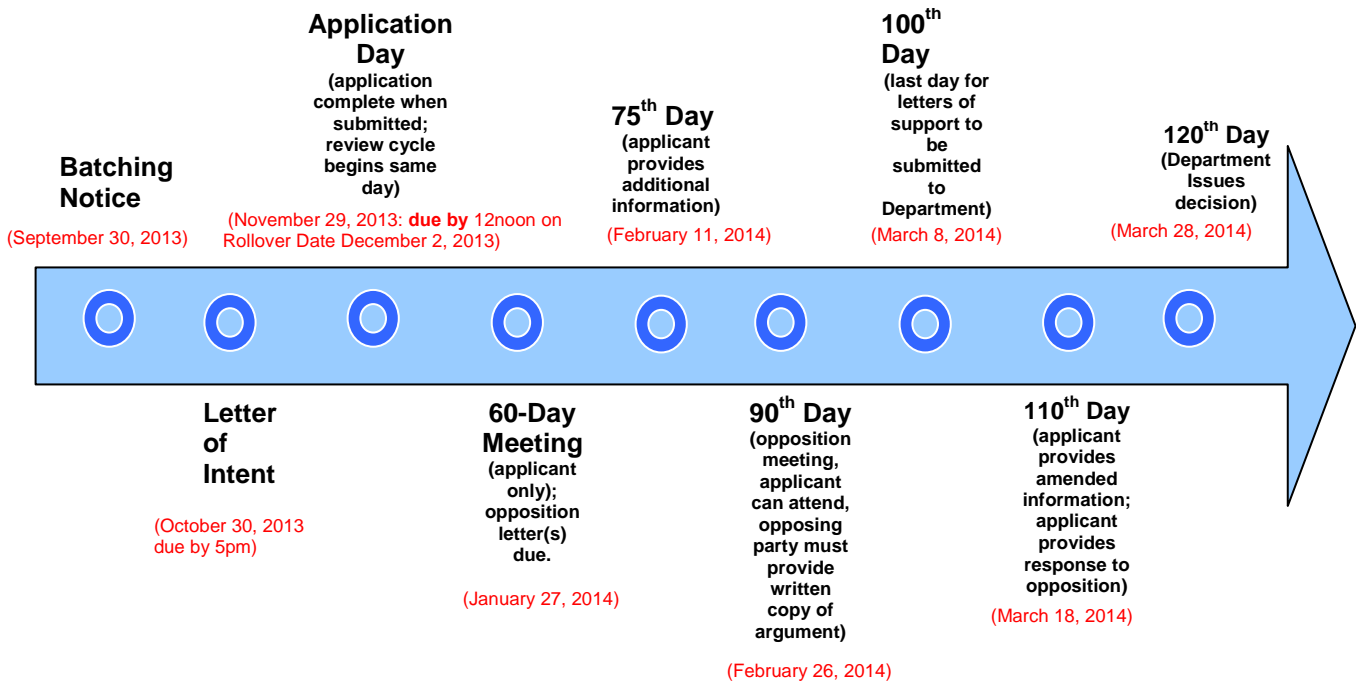 Batching
Notice
(September 30, 2013)
Letter
of
Intent
(October 30, 2013
due by 5pm)
Application
Day
(application
complete when
submitted;
review cycle
begins same
day)
(November 29, 2013: due by 12noon on
Rollover Date December 2, 2013)
60-Day
Meeting
(applicant
only);
opposition
letter(s)
due.
(January 27, 2014)
75th Day
(applicant
provides
additional
information)
(February 11, 2014)
90th Day
(opposition
meeting,
applicant
can attend,
opposing
party must
provide
written
copy of
argument)
(February 26, 2014)
100th
Day
(last day for
letters of
support to
be
submitted
to
Department)
(March 8, 2014)
110th Day
(applicant
provides
amended
information;
applicant
provides
response to
opposition)
(March 18, 2014)
120th Day
(Department
Issues
decision)
(March 28, 2014)